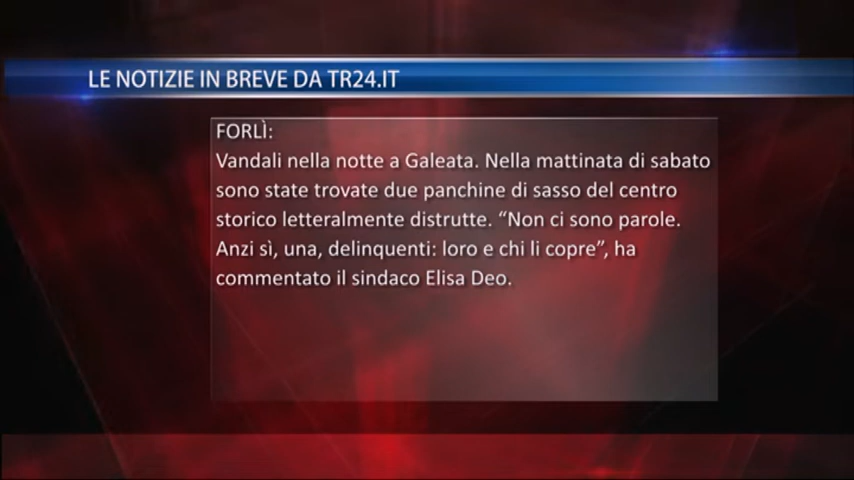 LE NOTIZIE IN BREVE DA TR24.IT
FORLÌ:
Vandali nella notte a Galeata. Nella mattinata di sabato
sono state trovate due panchine di sasso del centro
storico letteralmente distrutte. “Non ci sono parole.
Anzi sì, una, delinquenti: loro e chi li copre”, ha
commentato il sindaco Elisa Deo.